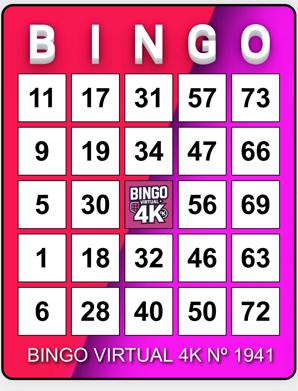 BINGO
11 17 31 57 73
9 19 34 47 66
5 30 BINGO VIRTUAL 4K 56 69
1 18 32 46 63
6 28 40 50 72
BINGO VIRTUAL 4K Nº 1941